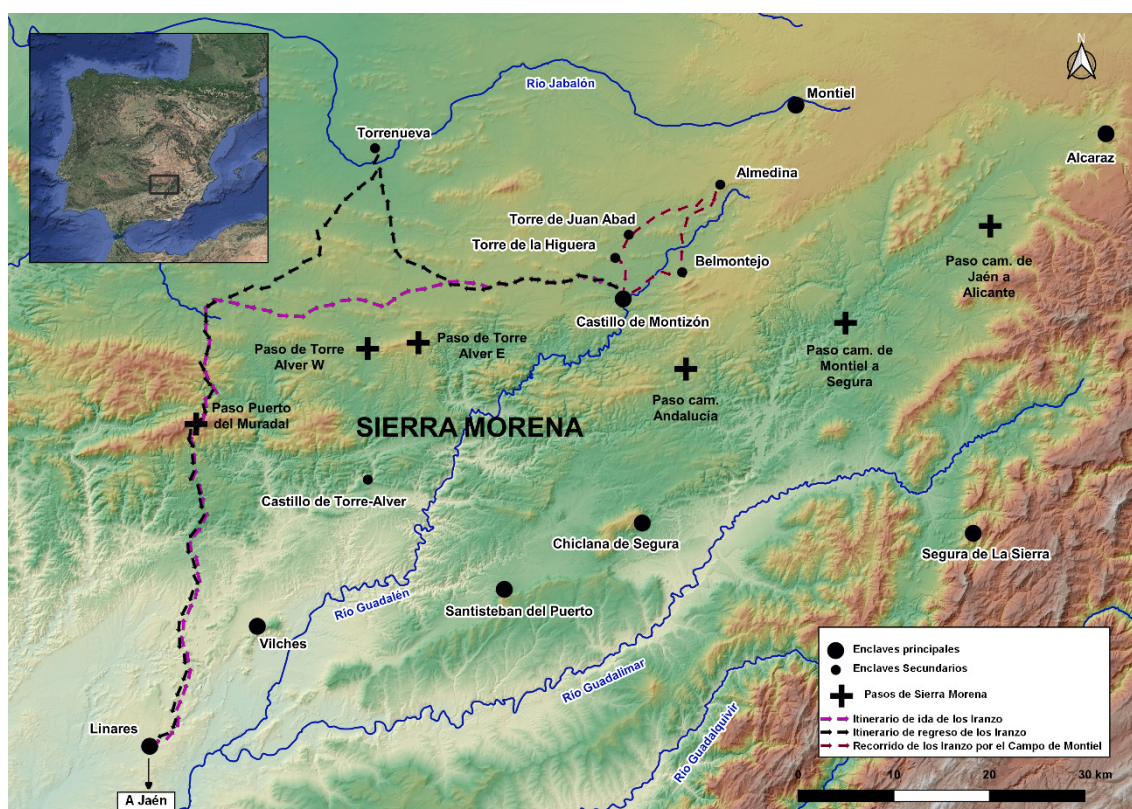 N
Río Jabalón
Montiel
Torrenueva
Alcaraz
Almedina
Torre de Juan Abad
Torre de la Higuera
Belmontejo
Paso cam. de
Jaén a
Alicante
Castillo de Montizón
Paso de Torre
Alver W
Paso de Torre
Alver E
Paso cam. de
Montiel a
Segura
Paso cam.
Andalucía
Paso Puerto
del Muradal
SIERRA MORENA
Castillo de Torre-Alver
Chiclana de Segura
Segura de La Sierra
Río Guadalén
Santisteban del Puerto
Vilches
Río Guadalimar
Río Guadalquivir
Linares
A Jaén
Enclaves principales
Enclaves Secundarios
Pasos de Sierra Morena
Itinerario de ida de los Iranzo
Itinerario de regreso de los Iranzo
Recorrido de los Iranzo por el Campo de Montiel
0 10 20 30 km